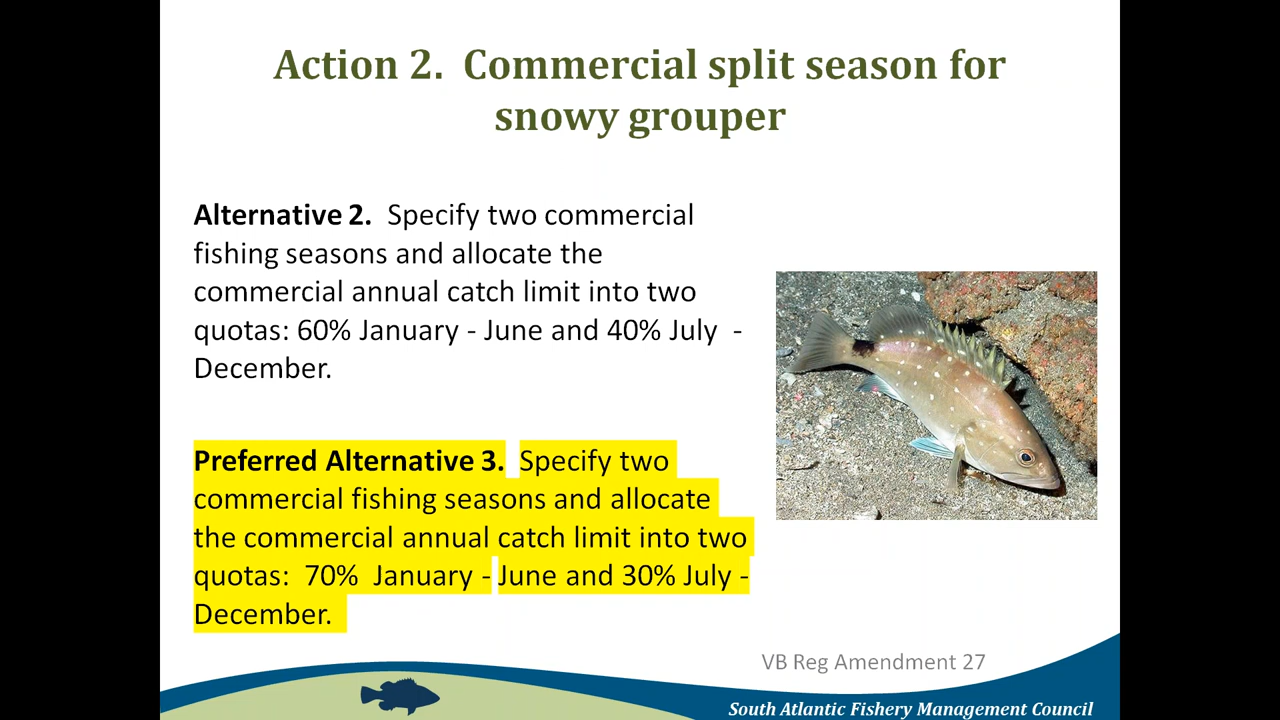 Action 2.  Commercial split season for
snowy grouper
Alternative 2.  Specify two commercial
fishing seasons and allocate the
commercial annual catch limit into two
quotas: 60% January - June and 40% July  -
December.
Preferred Alternative 3.  Specify two
commercial fishing seasons and allocate
the commercial annual catch limit into two
quotas:  70%  January - June and 30% July -
December.
VB Reg Amendment 27
South Atlantic Fishery Management Council